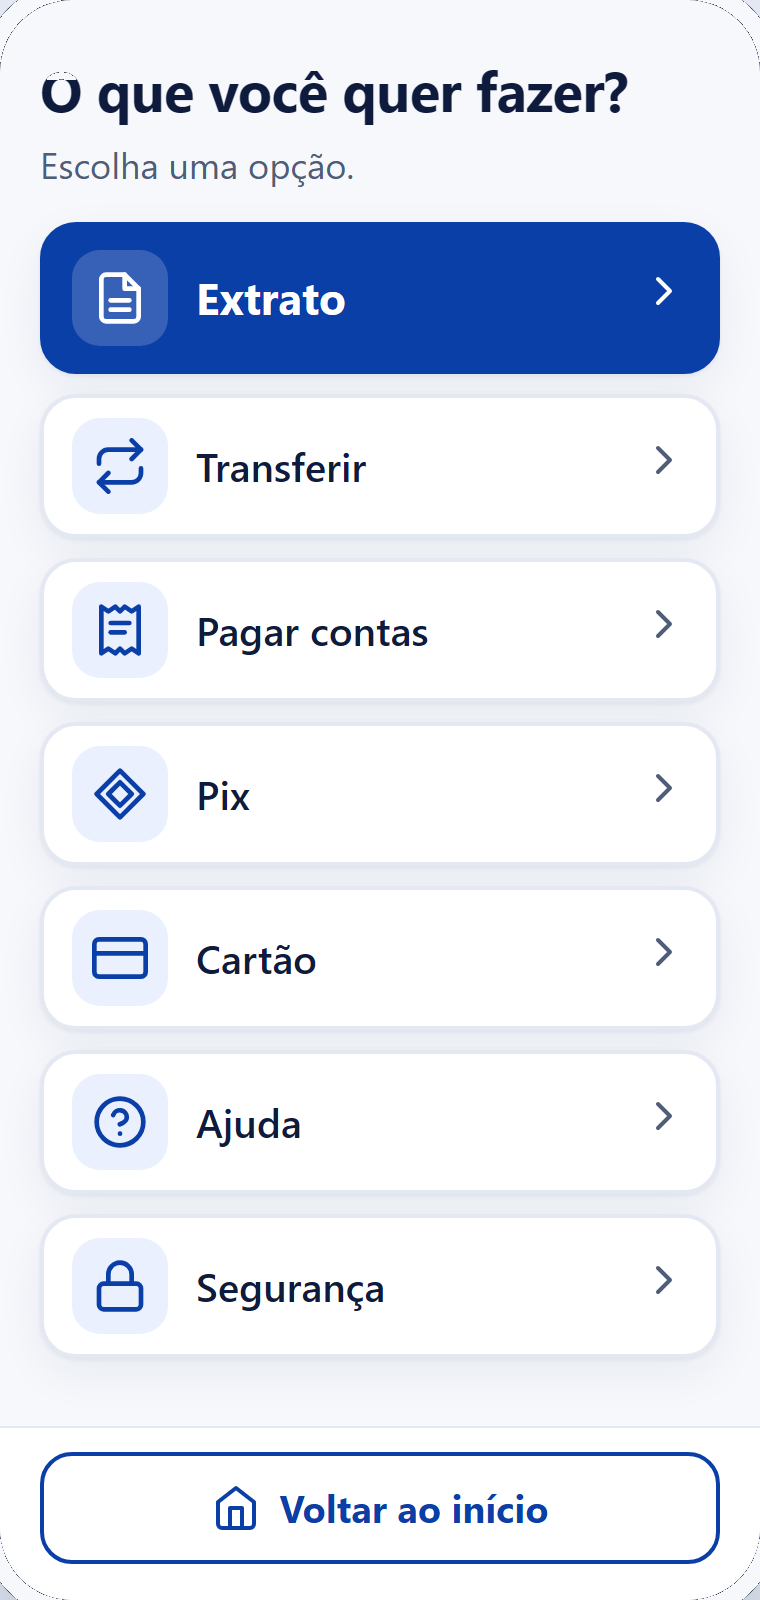 O que você quer fazer?
Escolha uma opção.
Extrato
Transferir
Pagar contas
Pix
Cartão
Ajuda
Segurança
Voltar ao início